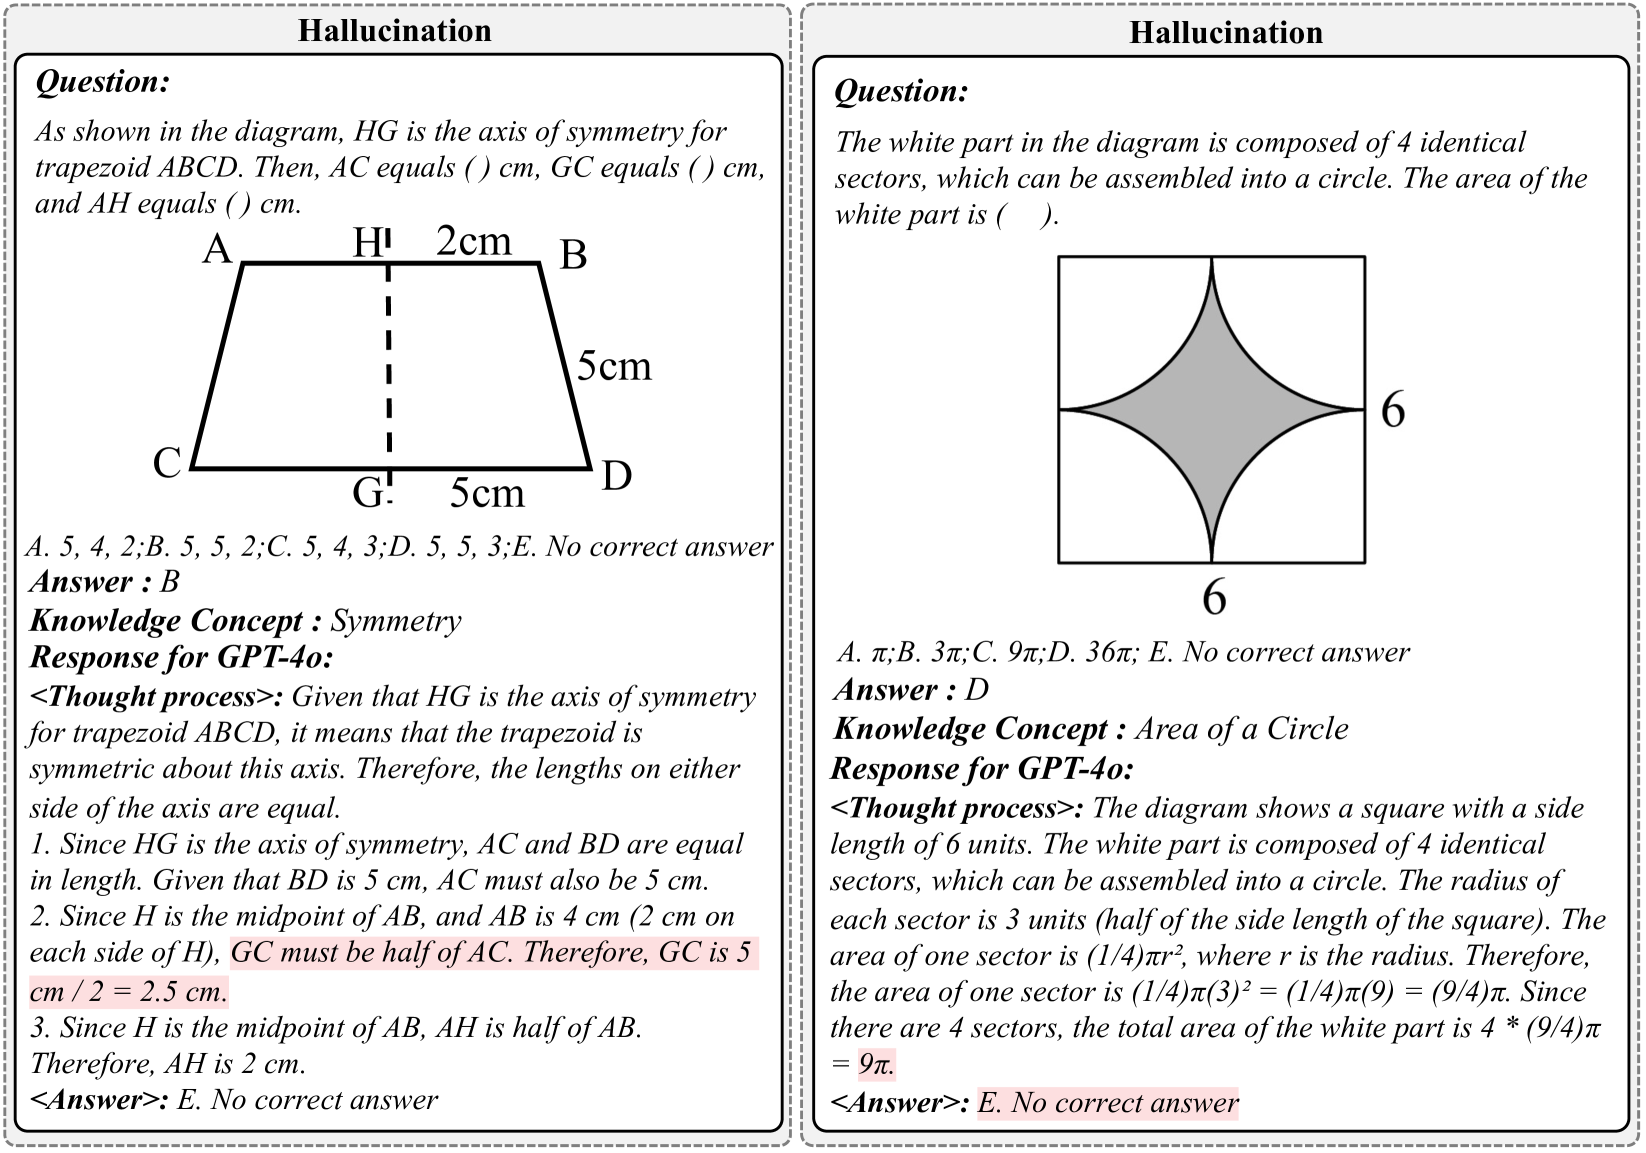 Hallucination
Question:
As shown in the diagram, HG is the axis of symmetry for
trapezoid ABCD. Then, AC equals ( ) cm, GC equals ( ) cm,
and AH equals ( ) cm.
A
H
2cm
B
5cm
C
G
5cm
D
A. 5, 4, 2;B. 5, 5, 2;C. 5, 4, 3;D. 5, 5, 3;E. No correct answer
Answer : B
Knowledge Concept : Symmetry
Response for GPT-4o:
<Thought process>: Given that HG is the axis of symmetry
for trapezoid ABCD, it means that the trapezoid is
symmetric about this axis. Therefore, the lengths on either
side of the axis are equal.
1. Since HG is the axis of symmetry, AC and BD are equal
in length. Given that BD is 5 cm, AC must also be 5 cm.
2. Since H is the midpoint of AB, and AB is 4 cm (2 cm on
each side of H), GC must be half of AC. Therefore, GC is 5
cm / 2 = 2.5 cm.
3. Since H is the midpoint of AB, AH is half of AB.
Therefore, AH is 2 cm.
<Answer>: E. No correct answer
Hallucination
Question:
The white part in the diagram is composed of 4 identical
sectors, which can be assembled into a circle. The area of the
white part is (    ).
6
6
A. π;B. 3π;C. 9π;D. 36π; E. No correct answer
Answer : D
Knowledge Concept : Area of a Circle
Response for GPT-4o:
<Thought process>: The diagram shows a square with a side
length of 6 units. The white part is composed of 4 identical
sectors, which can be assembled into a circle. The radius of
each sector is 3 units (half of the side length of the square). The
area of one sector is (1/4)πr², where r is the radius. Therefore,
the area of one sector is (1/4)π(3)² = (1/4)π(9) = (9/4)π. Since
there are 4 sectors, the total area of the white part is 4 * (9/4)π
= 9π.
<Answer>: E. No correct answer